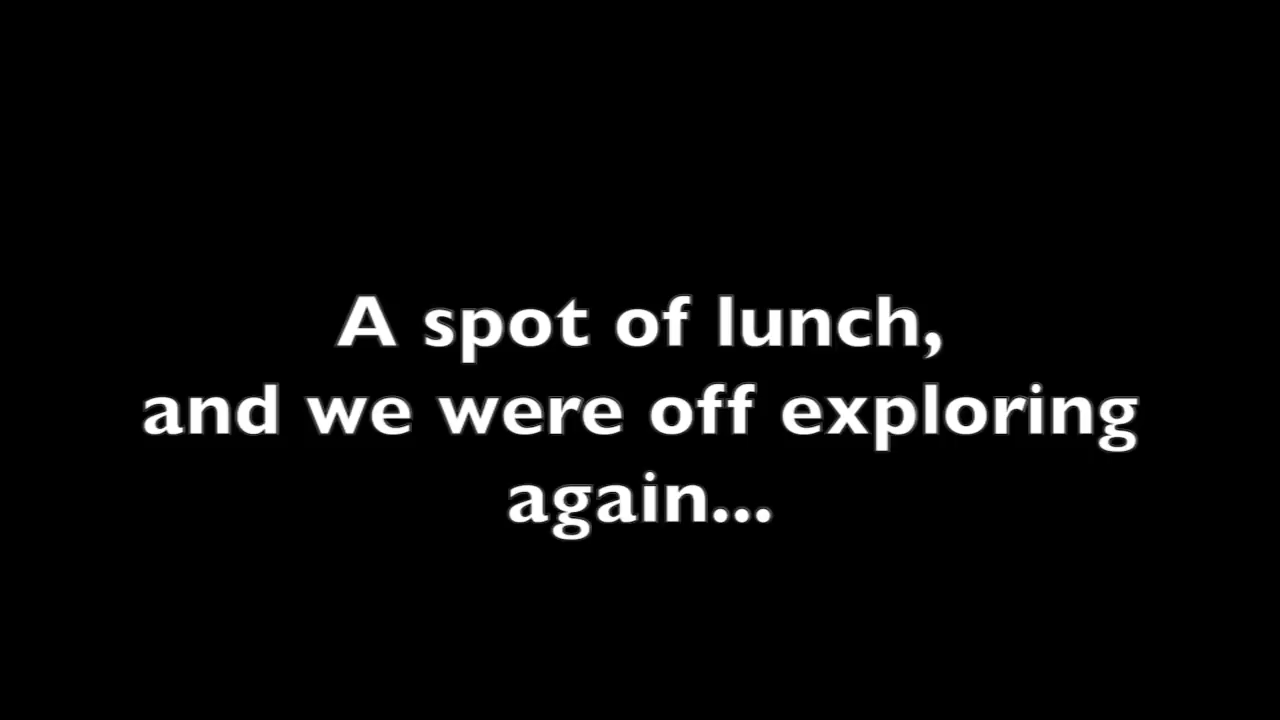 A spot of lunch,
and we were off exploring
again...